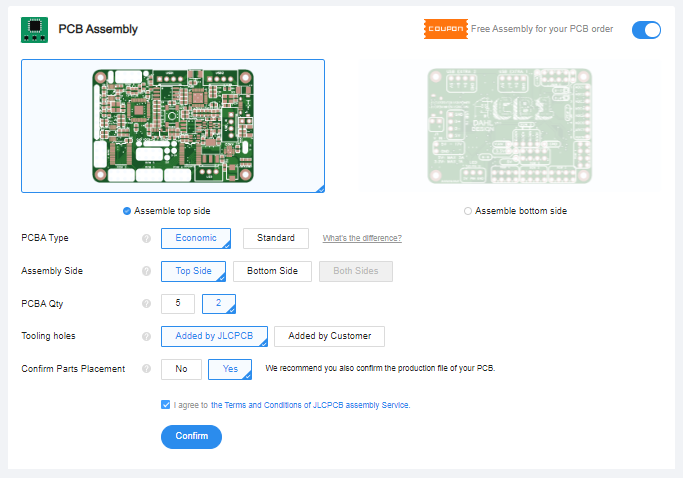 PCB Assembly
COUPON Free Assembly for your PCB order
Assemble top side
Assemble bottom side
PCBA Type ? Economic Standard What's the difference?
Assembly Side ? Top Side Bottom Side Both Sides
PCBA Qty ? 5 2
Tooling holes ? Added by JLCPCB Added by Customer
Confirm Parts Placement ? No Yes We recommend you also confirm the production file of your PCB.
I agree to the Terms and Conditions of JLCPCB assembly Service.
Confirm